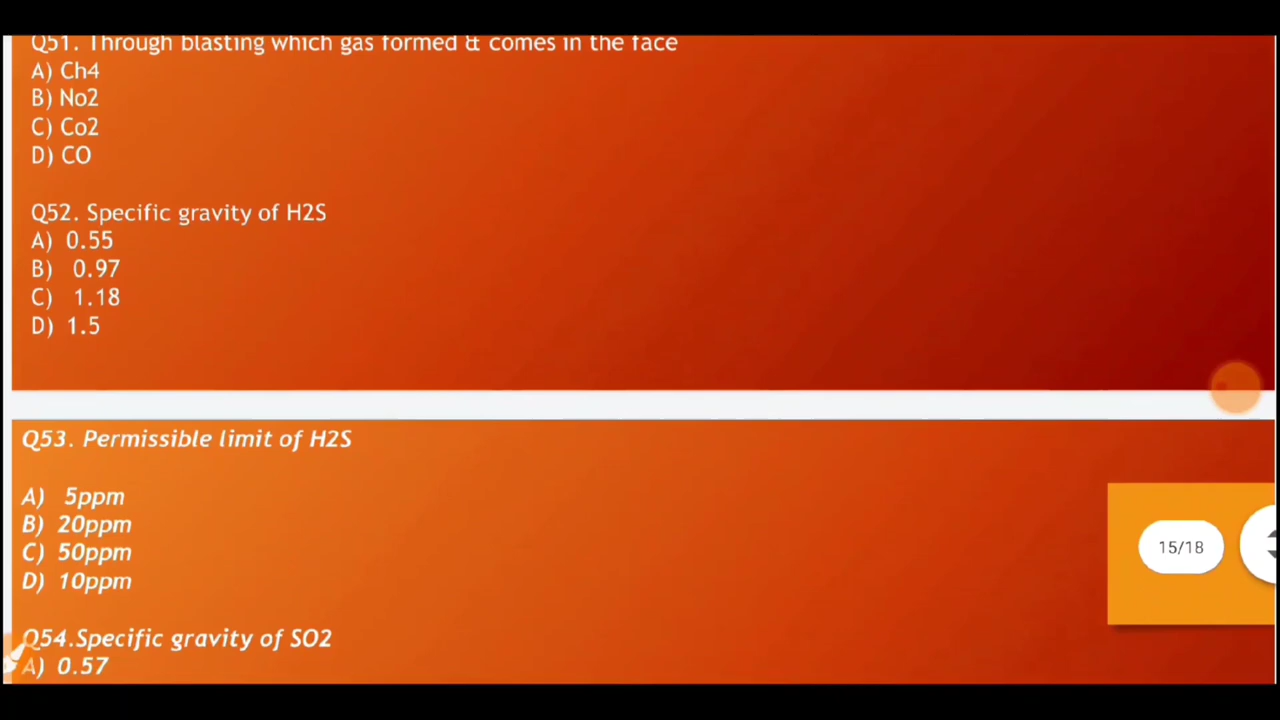 Q51. Through blasting which gas formed & comes in the face
A) Ch4
B) No2
C) Co2
D) CO
Q52. Specific gravity of H2S
A) 0.55
B) 0.97
C) 1.18
D) 1.5
Q53. Permissible limit of H2S
A) 5ppm
B) 20ppm
C) 50ppm
D) 10ppm
15/18
Q54.Specific gravity of SO2
A) 0.57